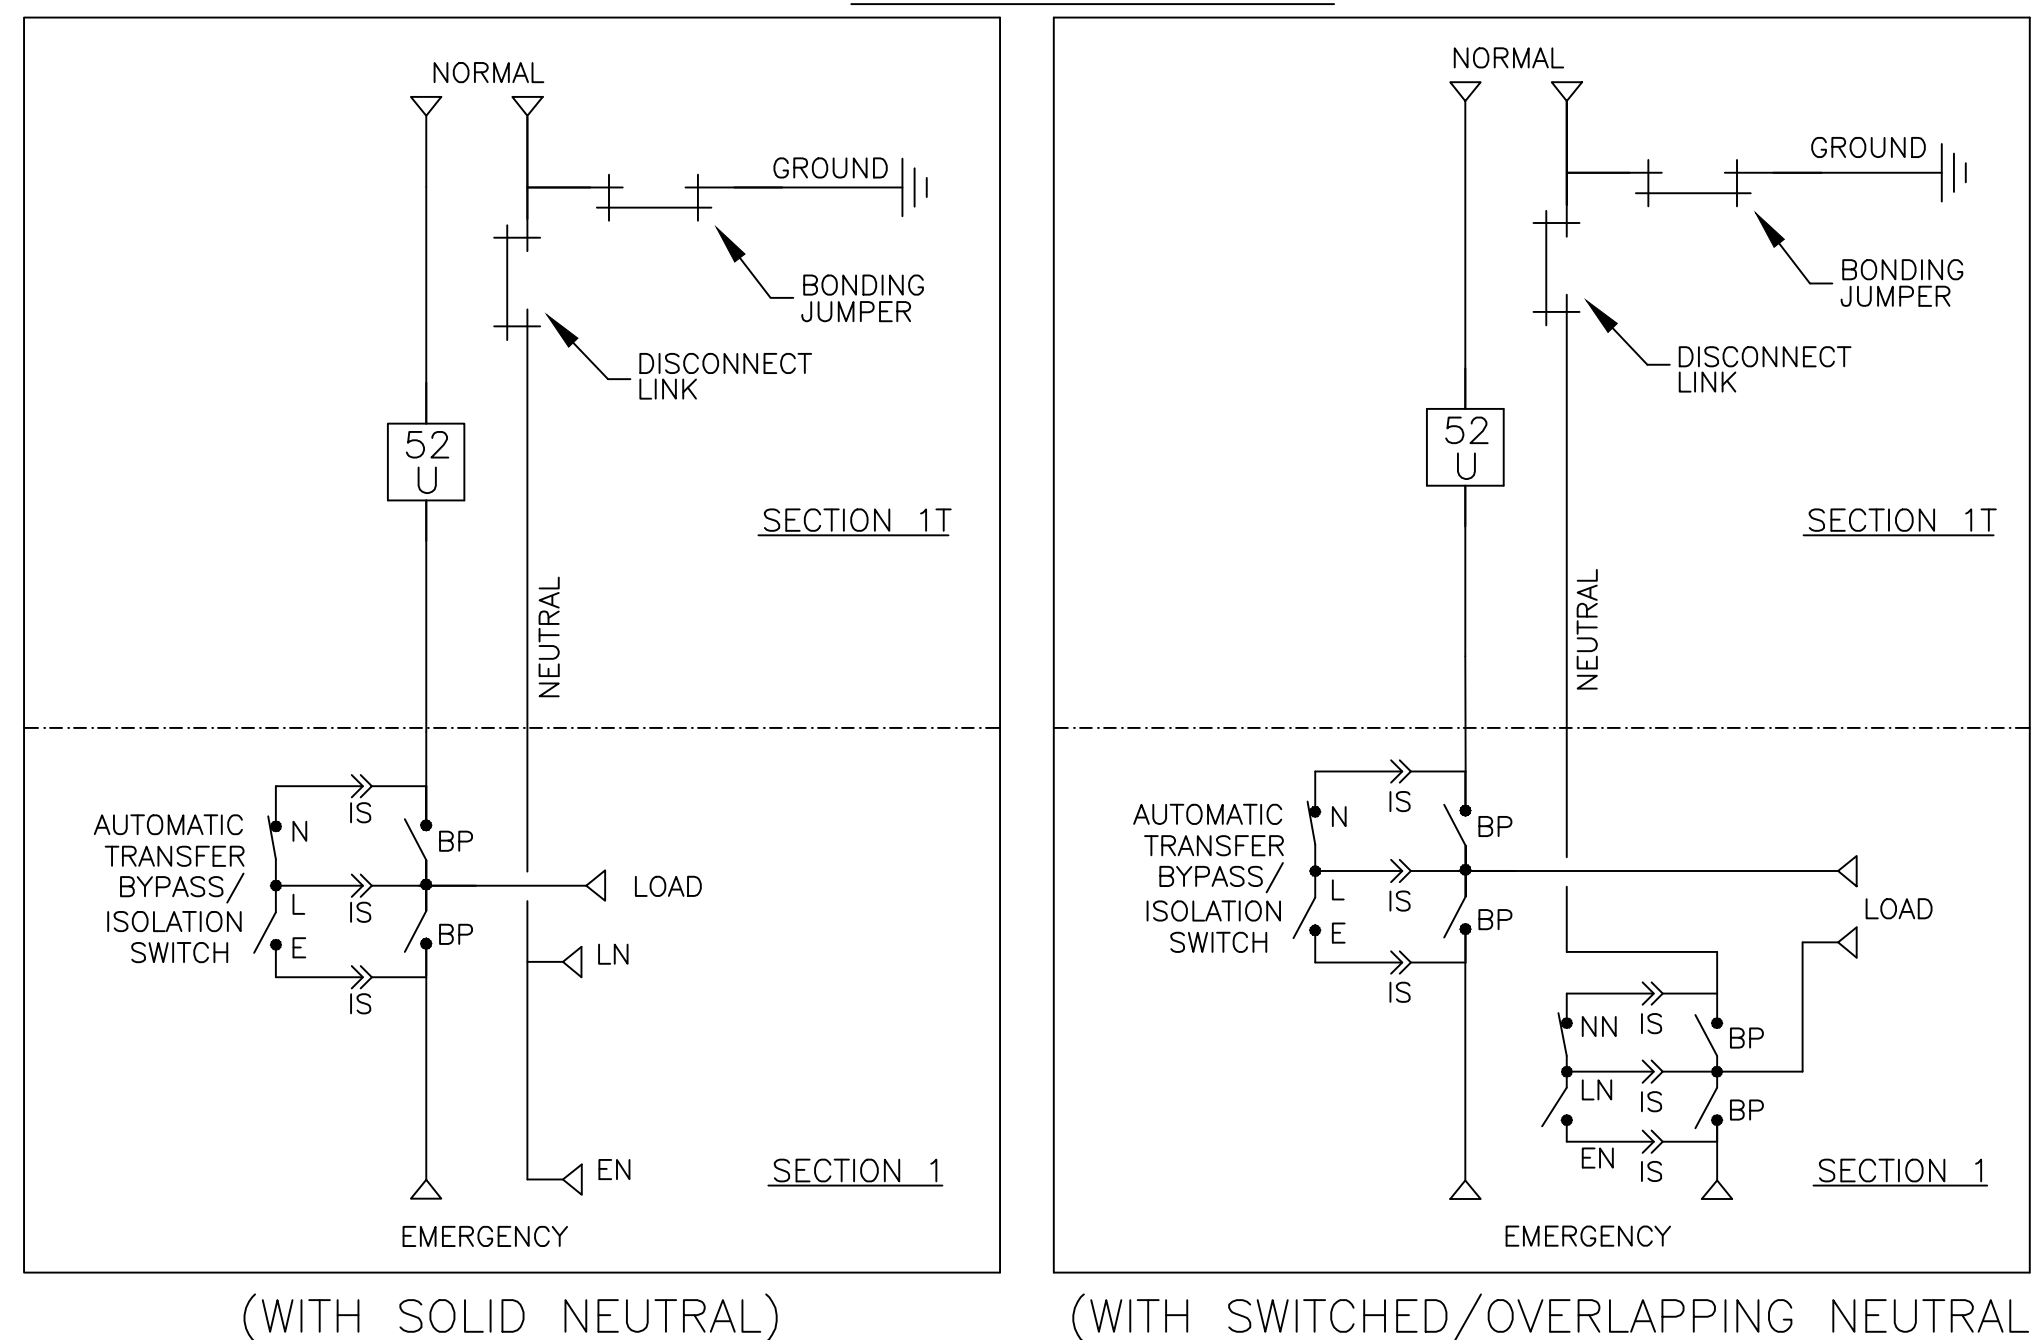 NORMAL
GROUND
BONDING
JUMPER
DISCONNECT
LINK
52
U
SECTION 1T
NEUTRAL
AUTOMATIC
TRANSFER
BYPASS/
ISOLATION
SWITCH
N
L
E
IS
IS
IS
BP
BP
LOAD
LN
EN
SECTION 1
EMERGENCY
(WITH SOLID NEUTRAL)
NORMAL
GROUND
BONDING
JUMPER
DISCONNECT
LINK
52
U
SECTION 1T
NEUTRAL
AUTOMATIC
TRANSFER
BYPASS/
ISOLATION
SWITCH
N
L
E
IS
IS
IS
BP
BP
LOAD
NN
LN
EN
IS
IS
IS
BP
BP
SECTION 1
EMERGENCY
(WITH SWITCHED/OVERLAPPING NEUTRAL